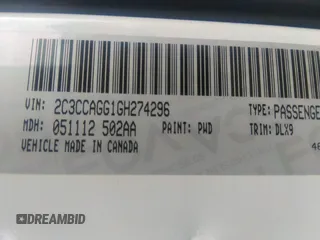 VIN: 2C3CCAGG1GH274296 TYPE: PASSENGE
MDH: 051112 502AA PAINT: PWD TRIM: DLX9
VEHICLE MADE IN CANADA
DREAMBID